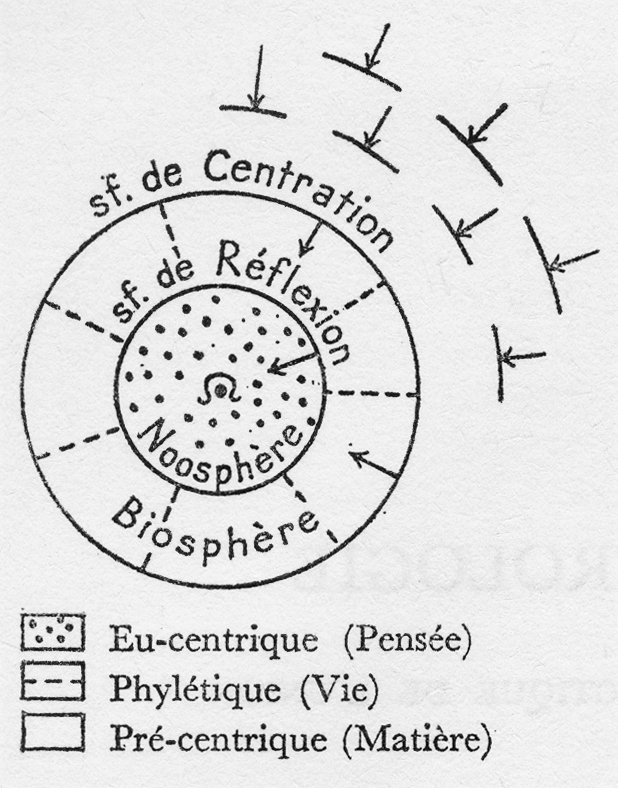 sf. de Centration
sf. de Réflexion
Ω
Noosphère
Biosphère
Eu-centrique (Pensée)
Phylétique (Vie)
Pré-centrique (Matière)